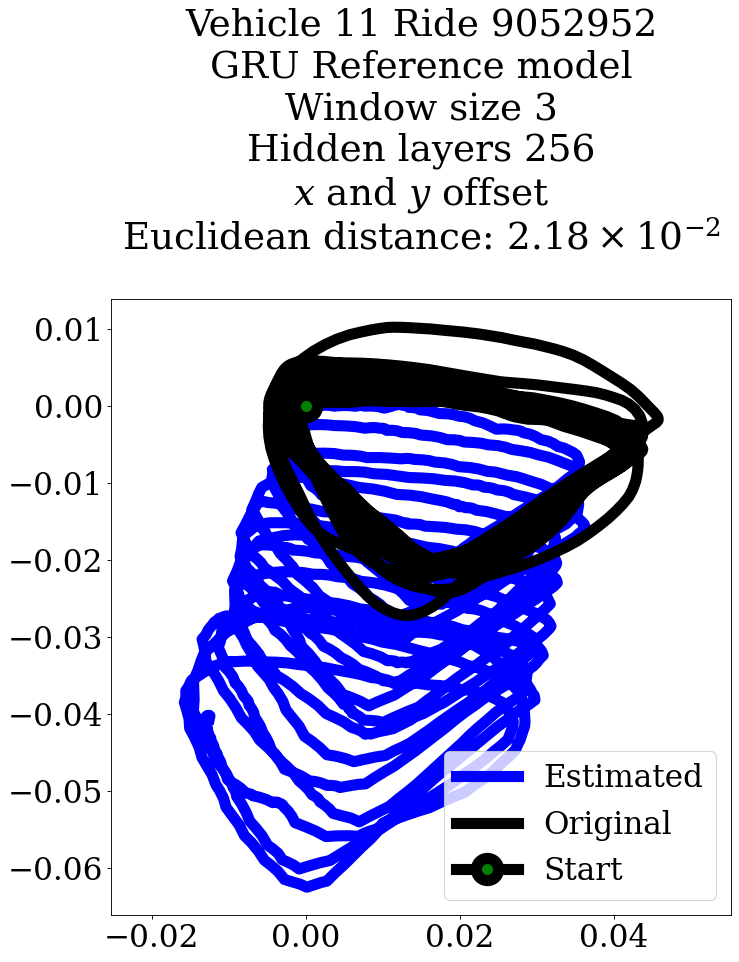 Vehicle 11 Ride 9052952
GRU Reference model
Window size 3
Hidden layers 256
x and y offset
Euclidean distance: 2.18 × 10⁻²
0.01
0.00
−0.01
−0.02
−0.03
−0.04
−0.05
−0.06
Estimated
Original
Start
−0.02 0.00 0.02 0.04